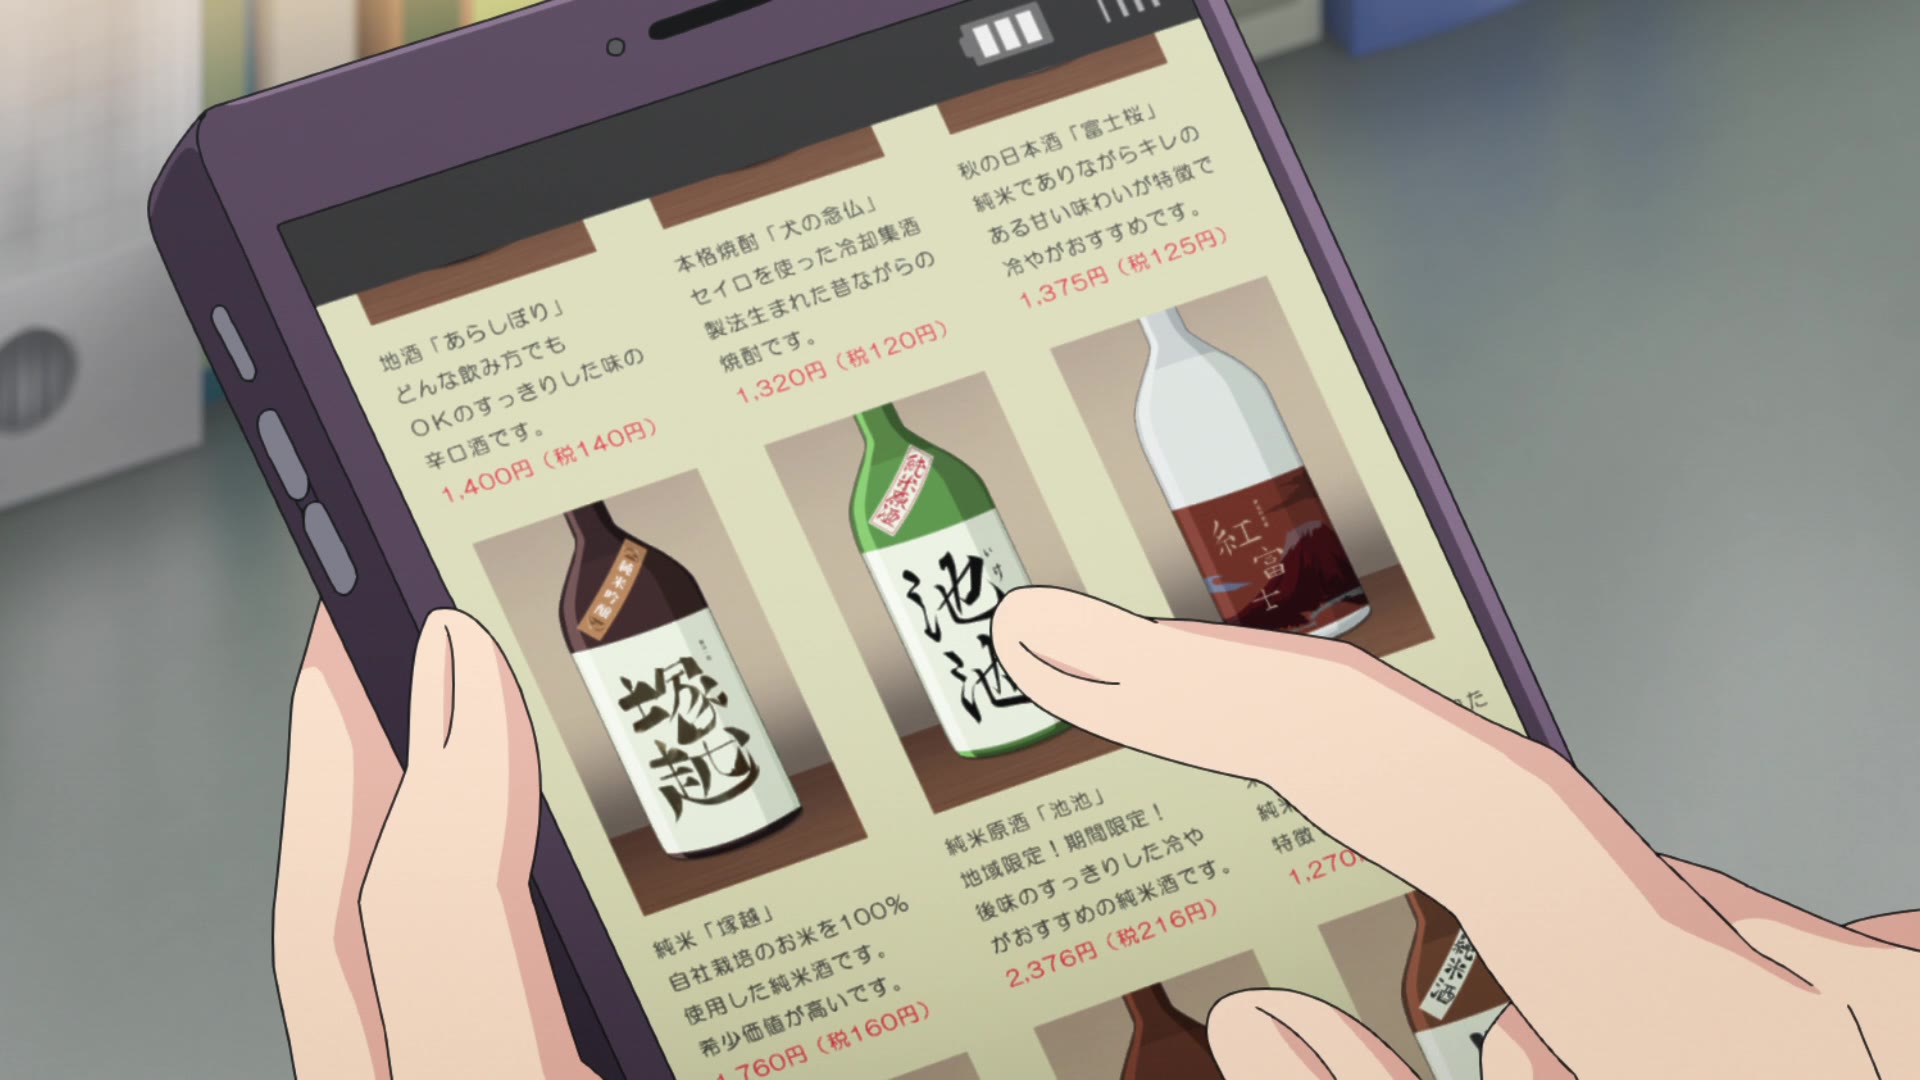 地酒「あらしぼり」
どんな飲み方でも
OKのすっきりした味の
辛口酒です。
1,400円（税140円）
本格焼酎「犬の念仏」
セイロを使った冷却集酒
製法生まれた昔ながらの
焼酎です。
1,320円（税120円）
秋の日本酒「富士桜」
純米でありながらキレの
ある甘い味わいが特徴で
冷やがおすすめです。
1,375円（税125円）
純米吟醸
塚越
純米原酒
いけ
池池
紅富士
純米「塚越」
自社栽培のお米を100%
使用した純米酒です。
希少価値が高いです。
1,760円（税160円）
純米原酒「池池」
地域限定！期間限定！
後味のすっきりした冷や
がおすすめの純米酒です。
2,376円（税216円）
た
純米
特徴
1,270
純米酒